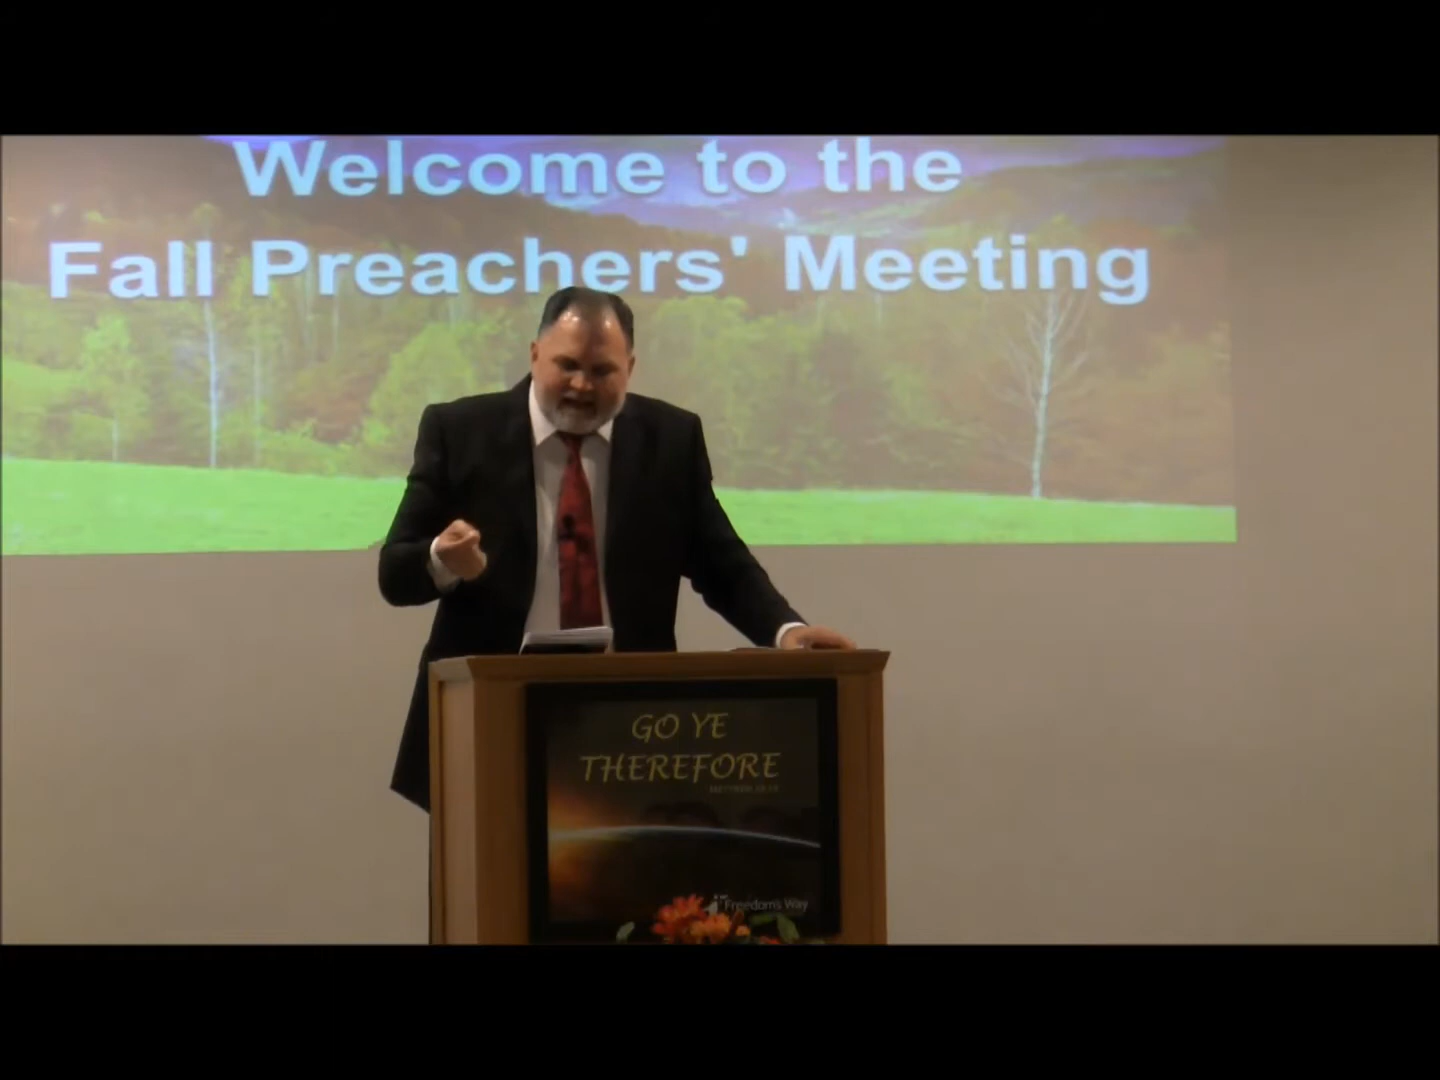 Welcome to the
Fall Preachers' Meeting
GO YE
THEREFORE
Freedom's Way